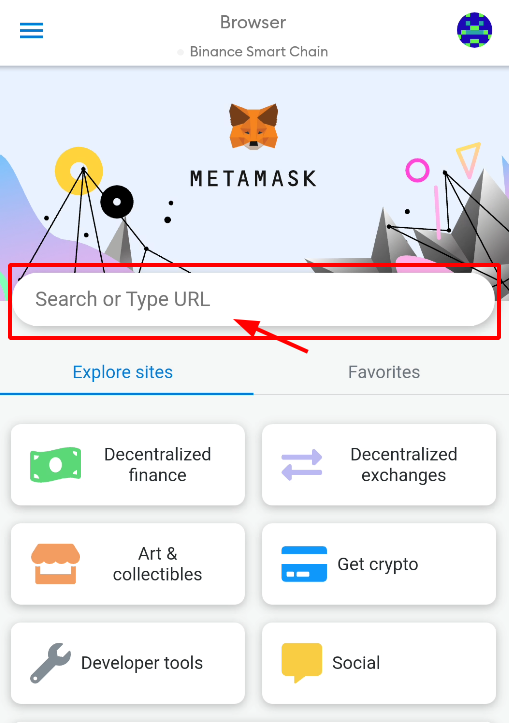 Browser
Binance Smart Chain
METAMASK
Search or Type URL
Explore sites
Favorites
Decentralized
finance
Decentralized
exchanges
Art &
collectibles
Get crypto
Developer tools
Social